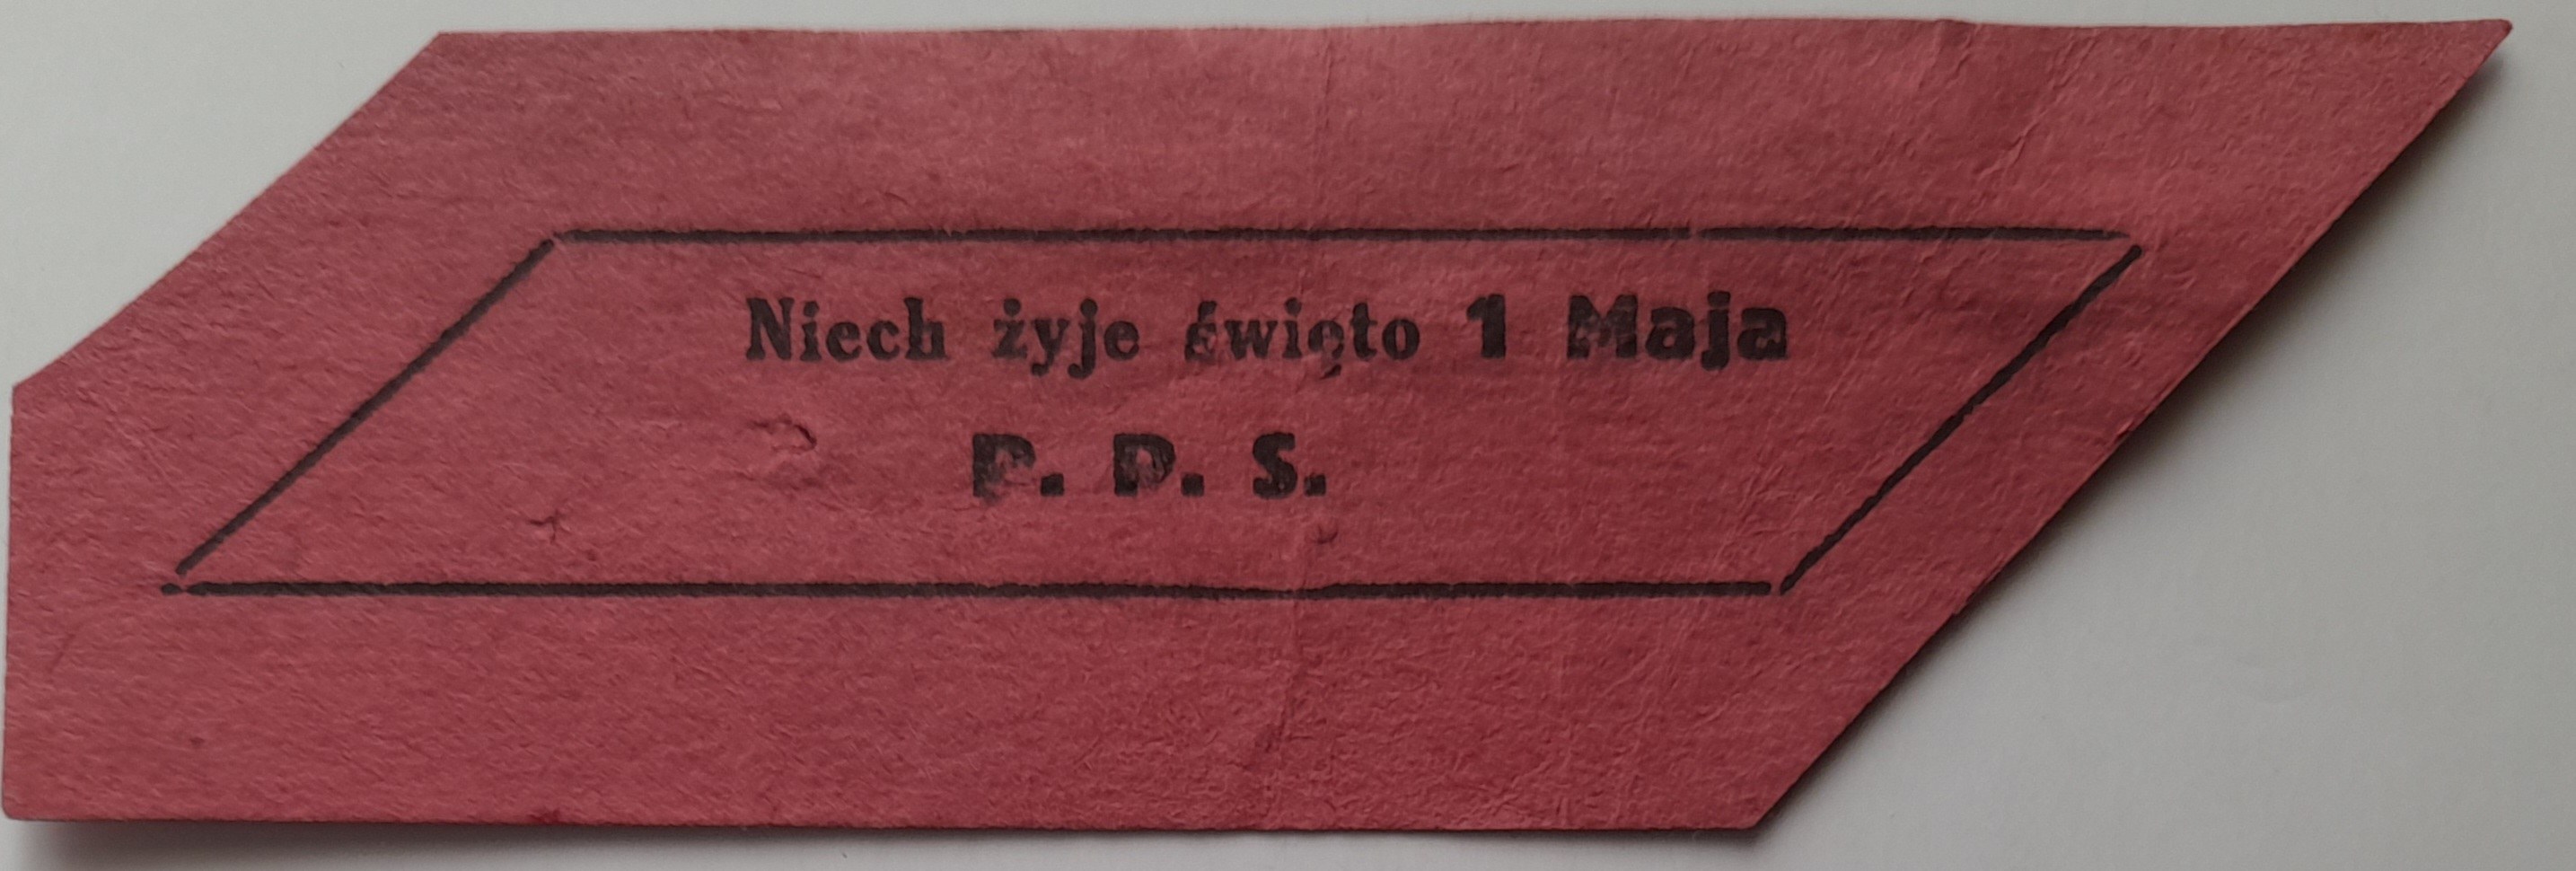 Niech żyje święto 1 Maja
P. P. S.